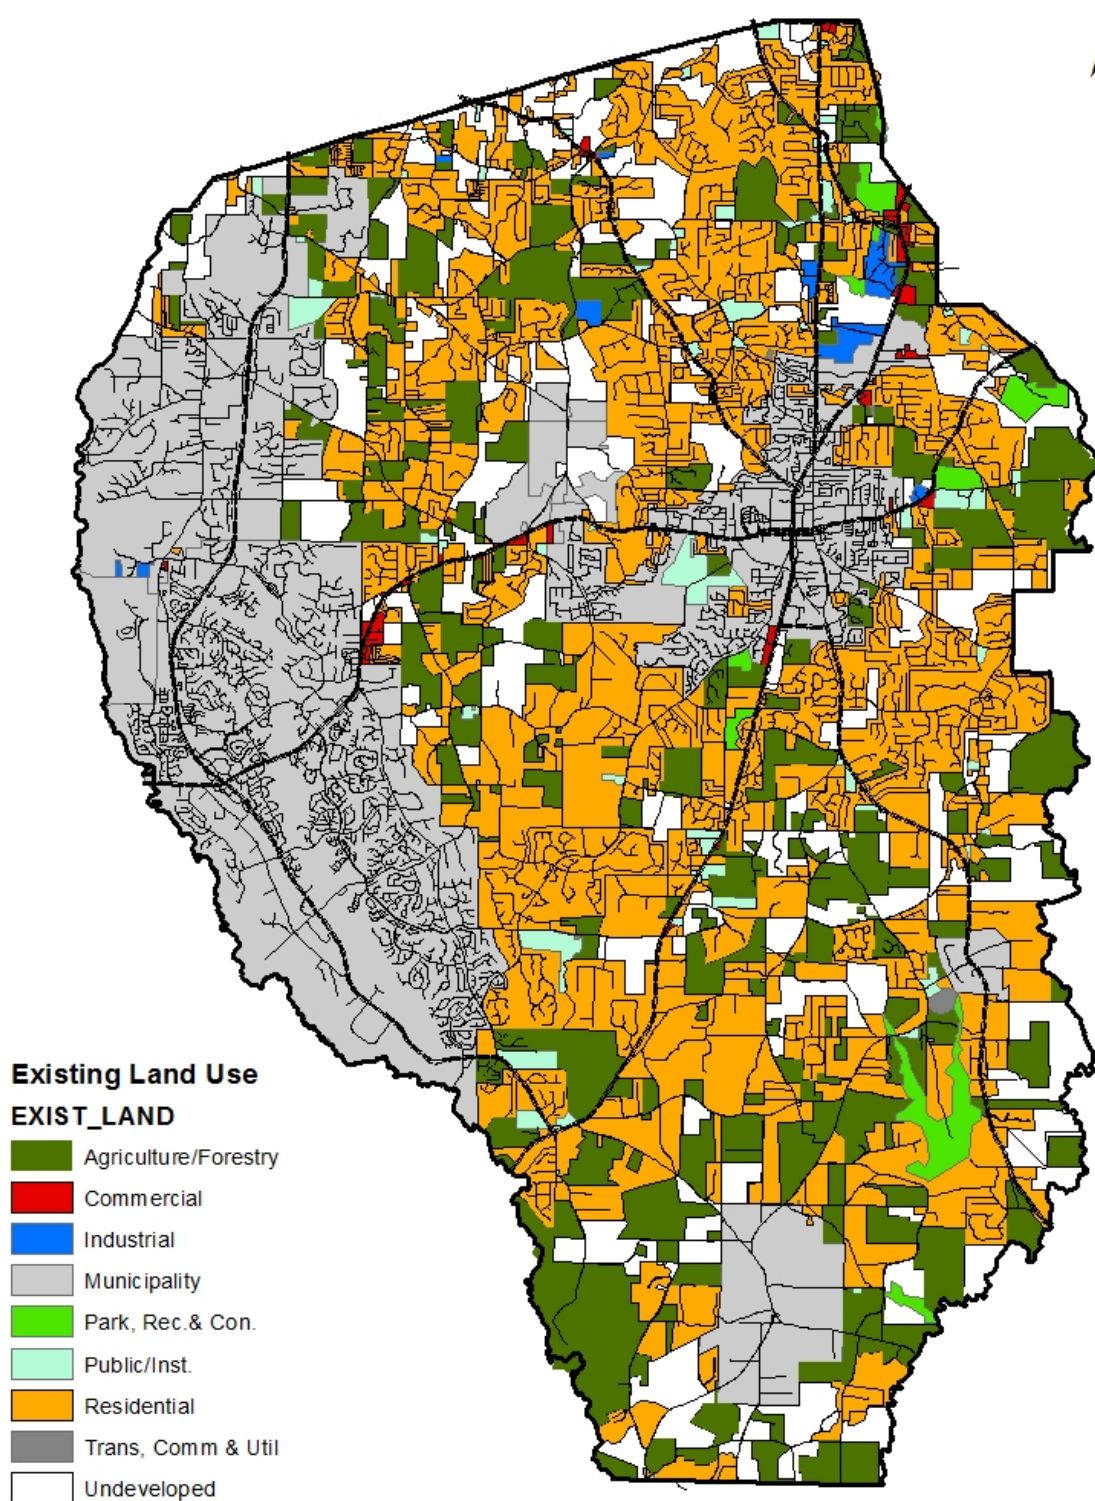 Existing Land Use
EXIST_LAND
Agriculture/Forestry
Commercial
Industrial
Municipality
Park, Rec.& Con.
Public/Inst.
Residential
Trans, Comm & Util
Undeveloped